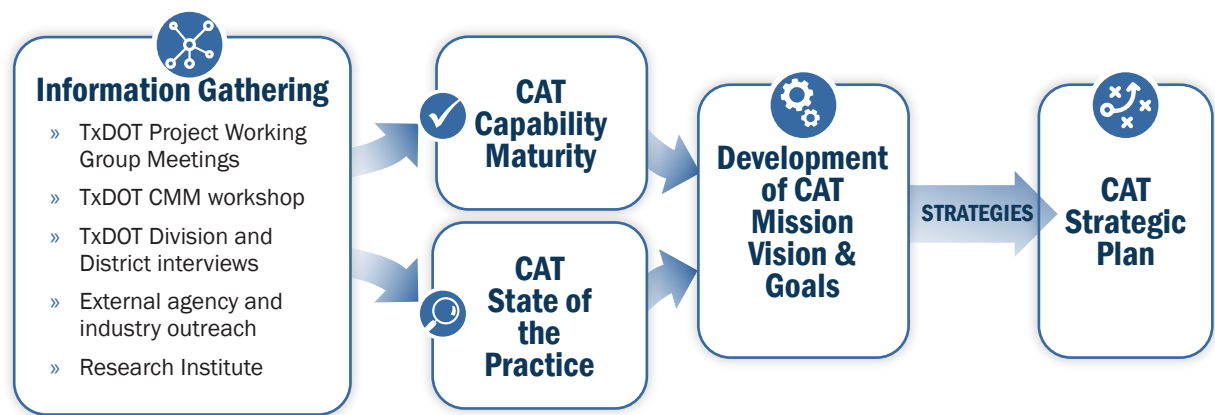 Information Gathering
» TxDOT Project Working
Group Meetings
» TxDOT CMM workshop
» TxDOT Division and
District interviews
» External agency and
industry outreach
» Research Institute
CAT
Capability
Maturity
CAT
State of
the
Practice
Development
of CAT
Mission
Vision &
Goals
STRATEGIES
CAT
Strategic
Plan